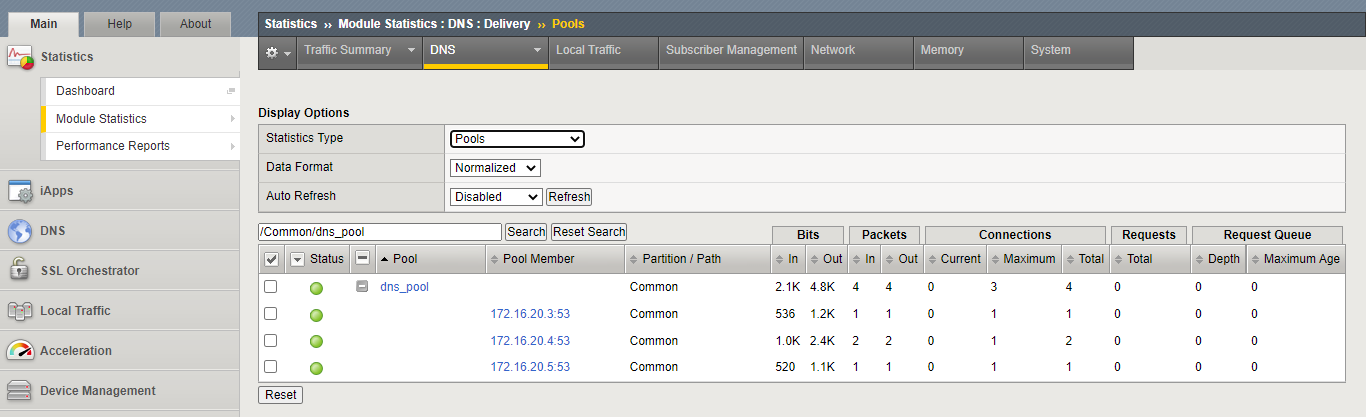 Main Help About
Statistics ›› Module Statistics : DNS : Delivery ›› Pools
Traffic Summary DNS Local Traffic Subscriber Management Network Memory System
Statistics
Dashboard
Module Statistics
Performance Reports
iApps
DNS
SSL Orchestrator
Local Traffic
Acceleration
Device Management
Display Options
Statistics Type Pools
Data Format Normalized
Auto Refresh Disabled Refresh
/Common/dns_pool Search Reset Search
Bits Packets Connections Requests Request Queue
Status Pool Pool Member Partition / Path In Out In Out Current Maximum Total Total Depth Maximum Age
dns_pool Common 2.1K 4.8K 4 4 0 3 4 0 0 0
172.16.20.3:53 Common 536 1.2K 1 1 0 1 1 0 0 0
172.16.20.4:53 Common 1.0K 2.4K 2 2 0 1 2 0 0 0
172.16.20.5:53 Common 520 1.1K 1 1 0 1 1 0 0 0
Reset